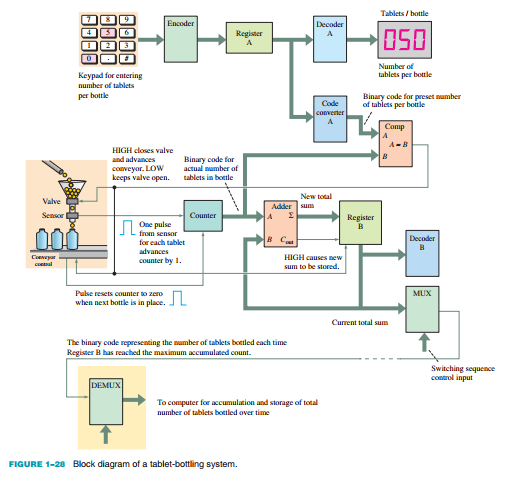 7 8 9
4 5 6
1 2 3
0 . #
Keypad for entering
number of tablets
per bottle
Encoder
Register
A
Decoder
A
Tablets / bottle
050
Number of
tablets per bottle
Code
converter
A
Binary code for preset number
of tablets per bottle
Comp
A
A = B
B
HIGH closes valve
and advances
conveyor. LOW
keeps valve open.
Binary code for
actual number of
tablets in bottle
Valve
Sensor
Conveyor
control
One pulse
from sensor
for each tablet
advances
counter by 1.
Counter
Adder
A Σ
B Cout
New total
sum
Register
B
HIGH causes new
sum to be stored.
Decoder
B
Pulse resets counter to zero
when next bottle is in place.
MUX
Current total sum
Switching sequence
control input
The binary code representing the number of tablets bottled each time
Register B has reached the maximum accumulated count.
DEMUX
To computer for accumulation and storage of total
number of tablets bottled over time
FIGURE 1–28 Block diagram of a tablet-bottling system.